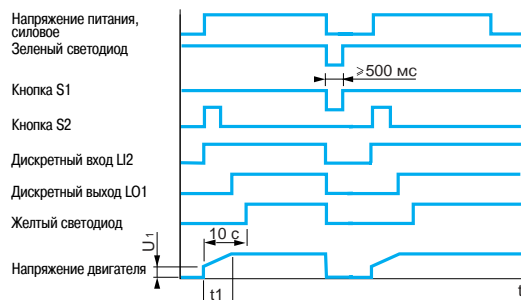 Напряжение питания,
силовое
Зеленый светодиод
≥500 мс
Кнопка S1
Кнопка S2
Дискретный вход LI2
Дискретный выход LO1
Желтый светодиод
10 с
U1
Напряжение двигателя
t1
t